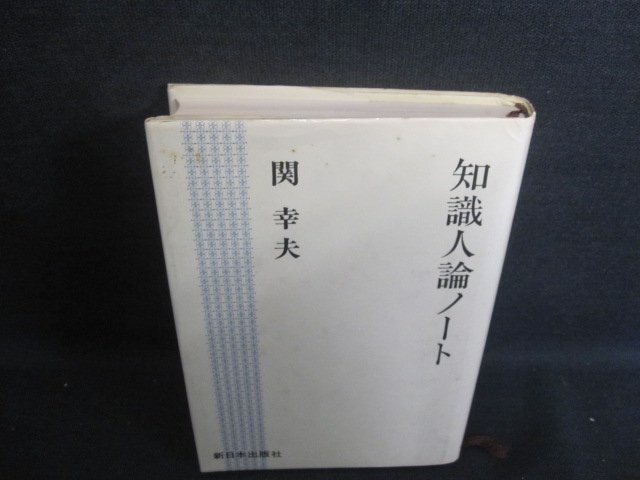 知識人論ノート
関幸夫
新日本出版社